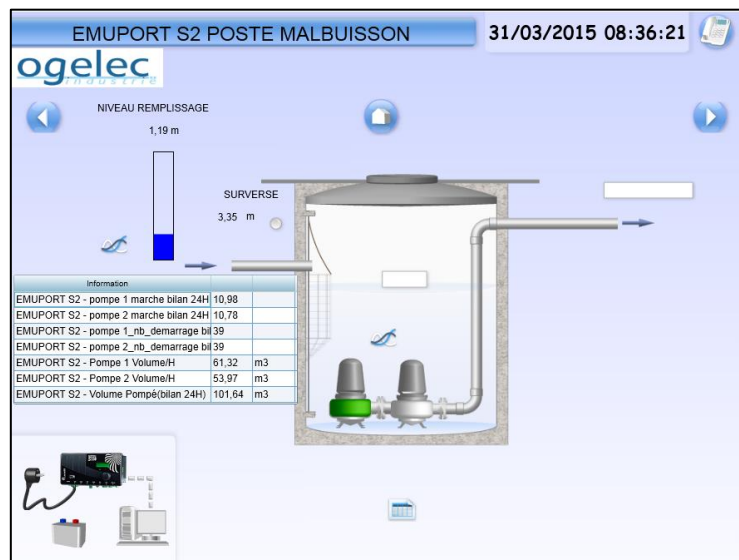 EMUPORT S2 POSTE MALBUISSON
31/03/2015 08:36:21
ogelec
industrie
NIVEAU REMPLISSAGE
1,19 m
SURVERSE
3,35 m
Information
EMUPORT S2 - pompe 1 marche bilan 24H 10,98
EMUPORT S2 - pompe 2 marche bilan 24H 10,78
EMUPORT S2 - pompe 1_nb_demarrage bil 39
EMUPORT S2 - pompe 2_nb_demarrage bil 39
EMUPORT S2 - Pompe 1 Volume/H 61,32 m3
EMUPORT S2 - Pompe 2 Volume/H 53,97 m3
EMUPORT S2 - Volume Pompé(bilan 24H) 101,64 m3